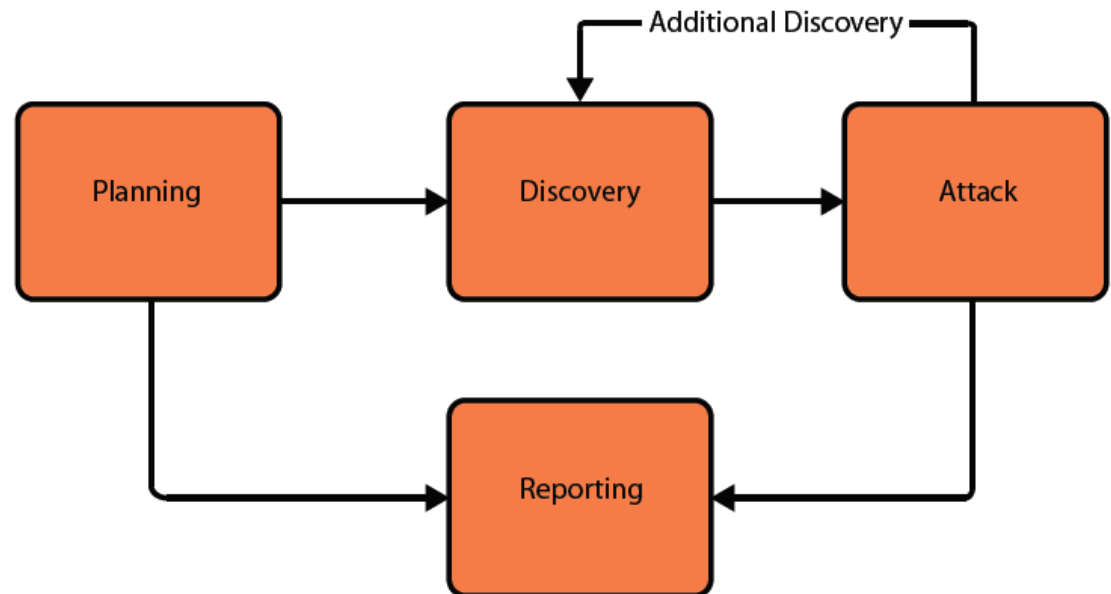 Additional Discovery
Planning
Discovery
Attack
Reporting